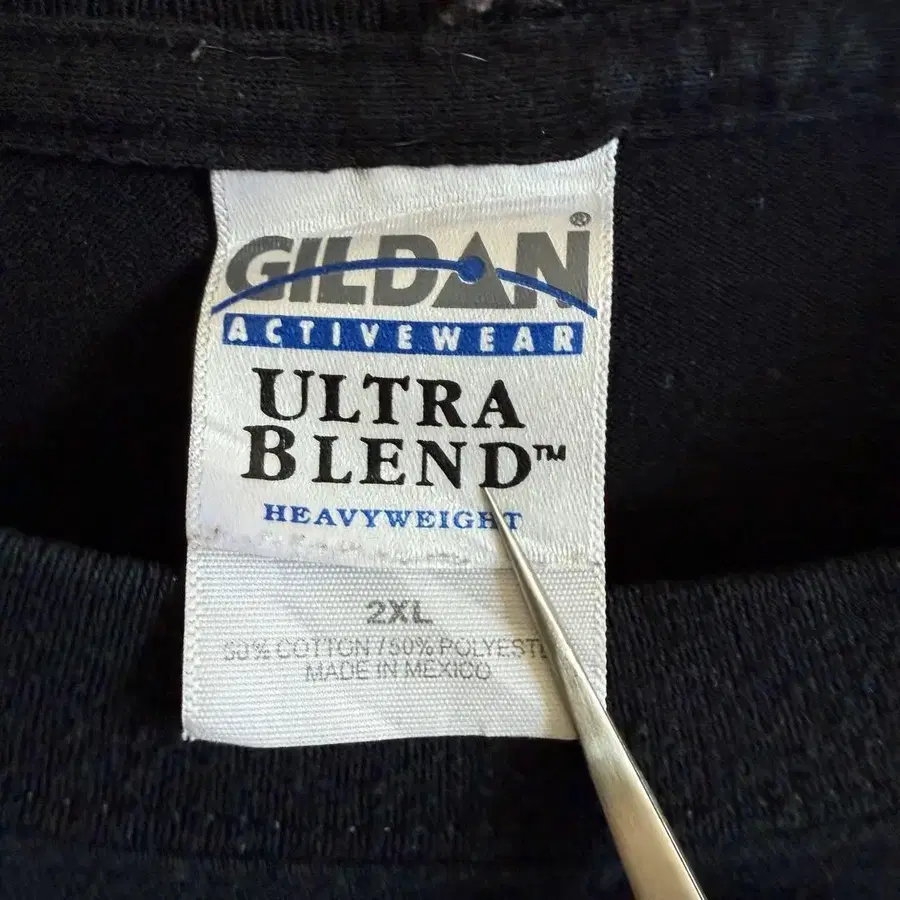 GILDAN®
ACTIVEWEAR
ULTRA
BLEND™
HEAVYWEIGHT
2XL
50% COTTON / 50% POLYESTE
MADE IN MEXICO